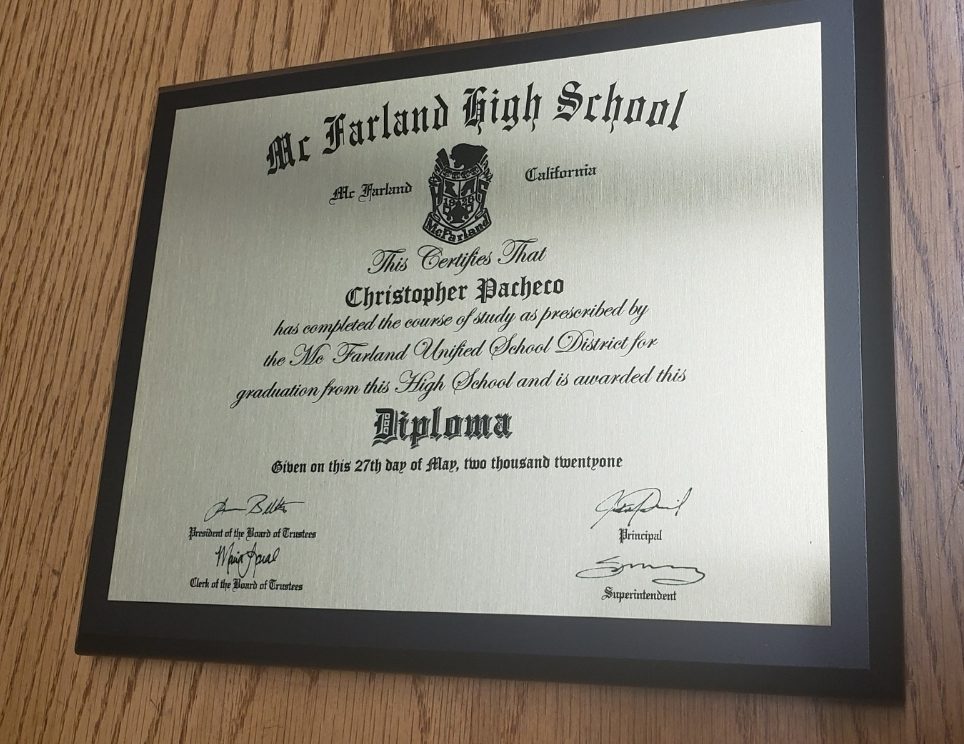 Mc Farland High School
Mc Farland California
McFarland
This Certifies That
Christopher Pacheco
has completed the course of study as prescribed by
the Mc Farland Unified School District for
graduation from this High School and is awarded this
Diploma
Given on this 27th day of May, two thousand twentyone
President of the Board of Trustees
Principal
Clerk of the Board of Trustees
Superintendent